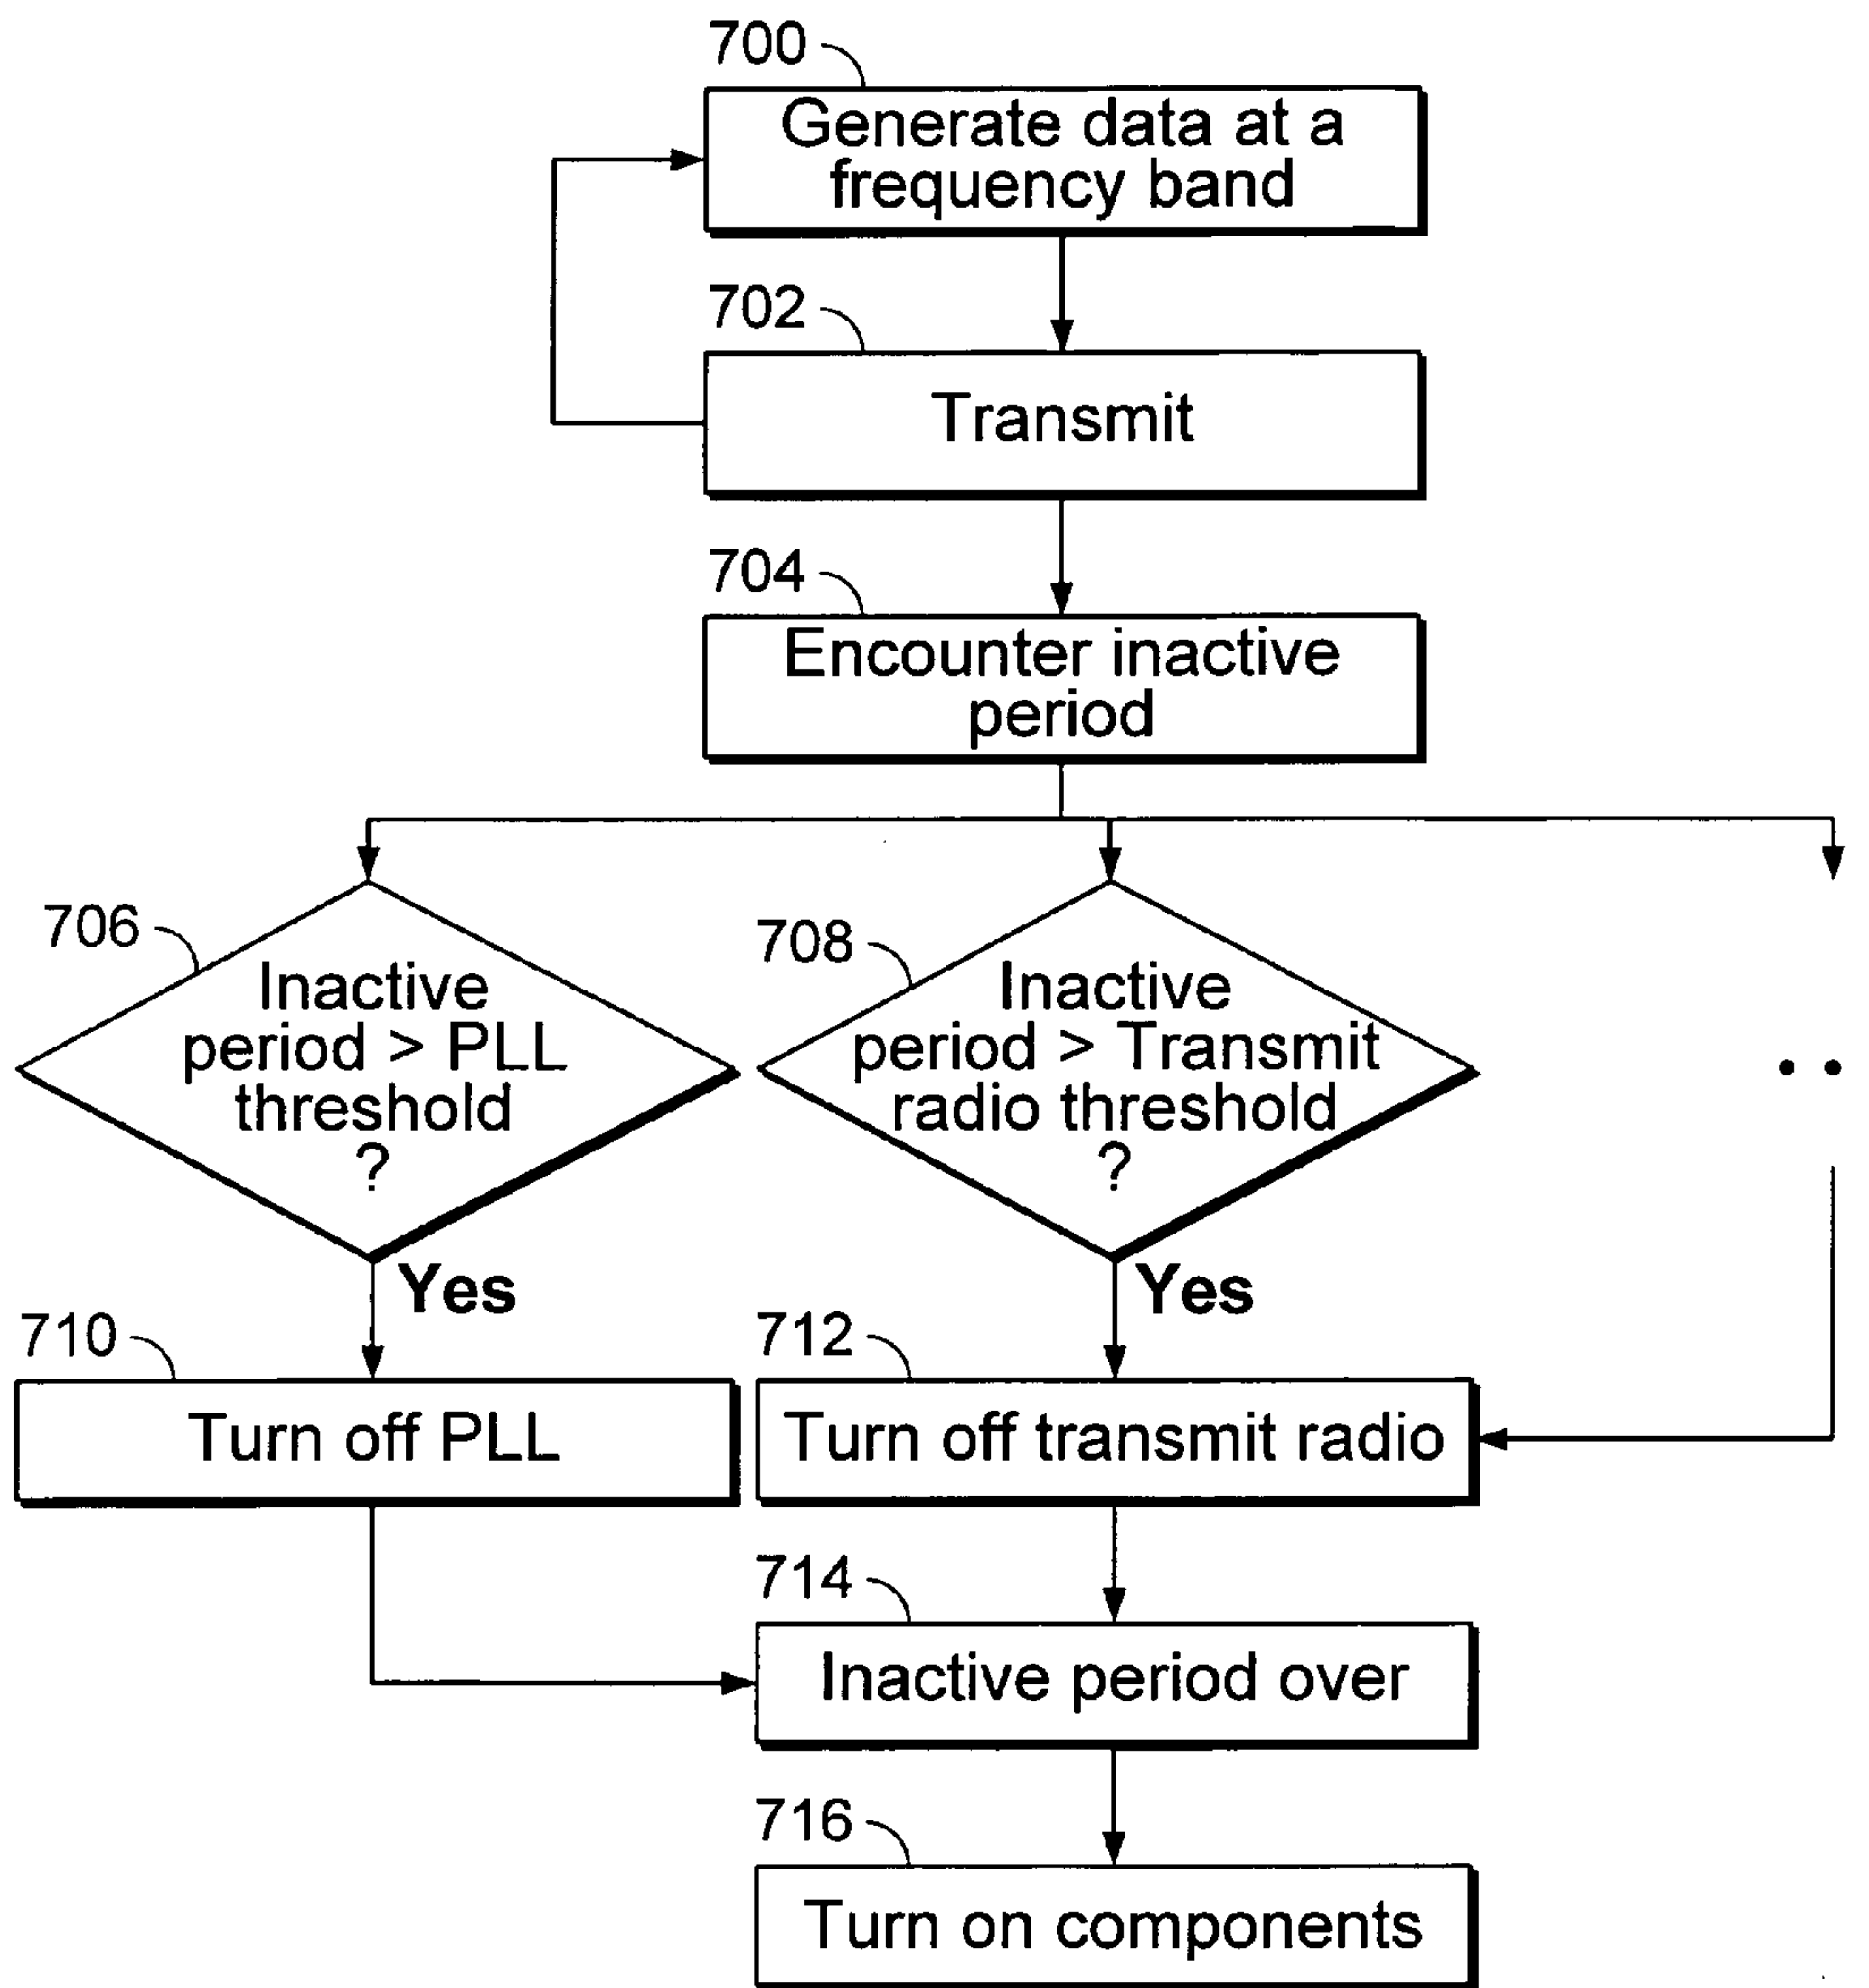 700
Generate data at a
frequency band
702
Transmit
704
Encounter inactive
period
706
Inactive
period > PLL
threshold
?
Yes
708
Inactive
period > Transmit
radio threshold
?
Yes
• •
710
Turn off PLL
712
Turn off transmit radio
714
Inactive period over
716
Turn on components